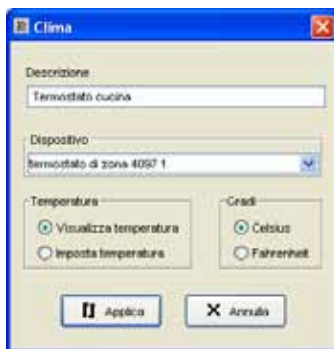 Clima
Descrizione
Termostato cucina
Dispositivo
termostato di zona 4097 1
Temperatura
Visualizza temperatura
Imposta temperatura
Gradi
Celsius
Fahrenheit
Applica
Annulla